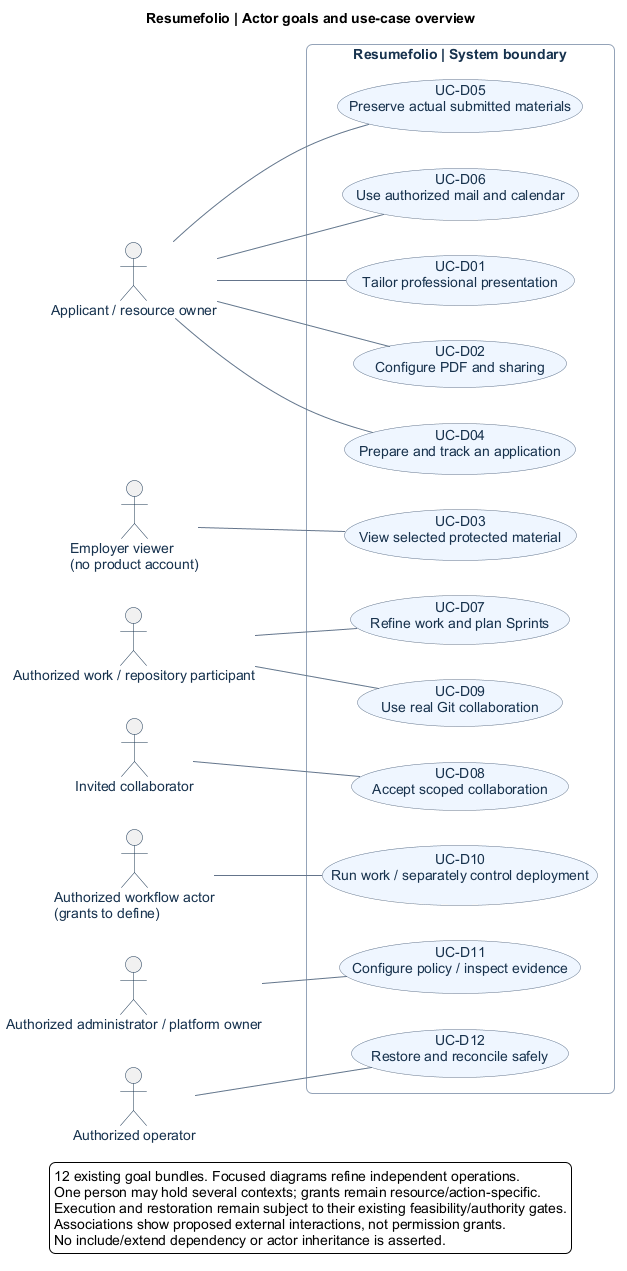 Resumefolio | Actor goals and use-case overview
Resumefolio | System boundary
UC-D05
Preserve actual submitted materials
UC-D06
Use authorized mail and calendar
UC-D01
Tailor professional presentation
Applicant / resource owner
UC-D02
Configure PDF and sharing
UC-D04
Prepare and track an application
UC-D03
View selected protected material
Employer viewer
(no product account)
UC-D07
Refine work and plan Sprints
Authorized work / repository participant
UC-D09
Use real Git collaboration
UC-D08
Accept scoped collaboration
Invited collaborator
UC-D10
Run work / separately control deployment
Authorized workflow actor
(grants to define)
UC-D11
Configure policy / inspect evidence
Authorized administrator / platform owner
UC-D12
Restore and reconcile safely
Authorized operator
12 existing goal bundles. Focused diagrams refine independent operations.
One person may hold several contexts; grants remain resource/action-specific.
Execution and restoration remain subject to their existing feasibility/authority gates.
Associations show proposed external interactions, not permission grants.
No include/extend dependency or actor inheritance is asserted.